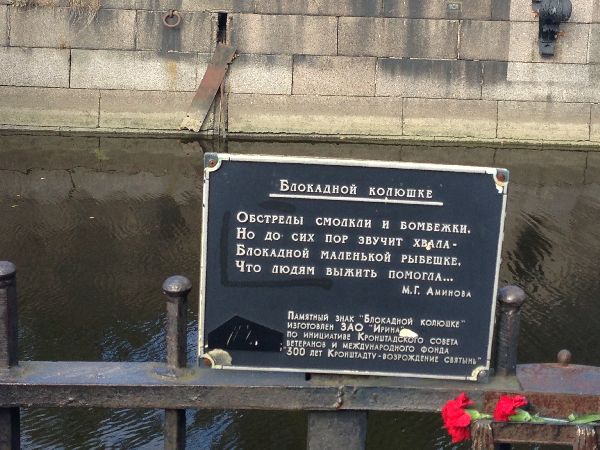 Блокадной колюшке
Обстрелы смолкли и бомбежки,
Но до сих пор звучит хвала-
Блокадной маленькой рыбешке,
Что людям выжить помогла...
М.Г. Аминова
Памятный знак "Блокадной колюшке"
изготовлен ЗАО "Ирина"
по инициативе Кронштадского совета
ветеранов и международного фонда
"300 лет Кронштадту-возрождение святынь"